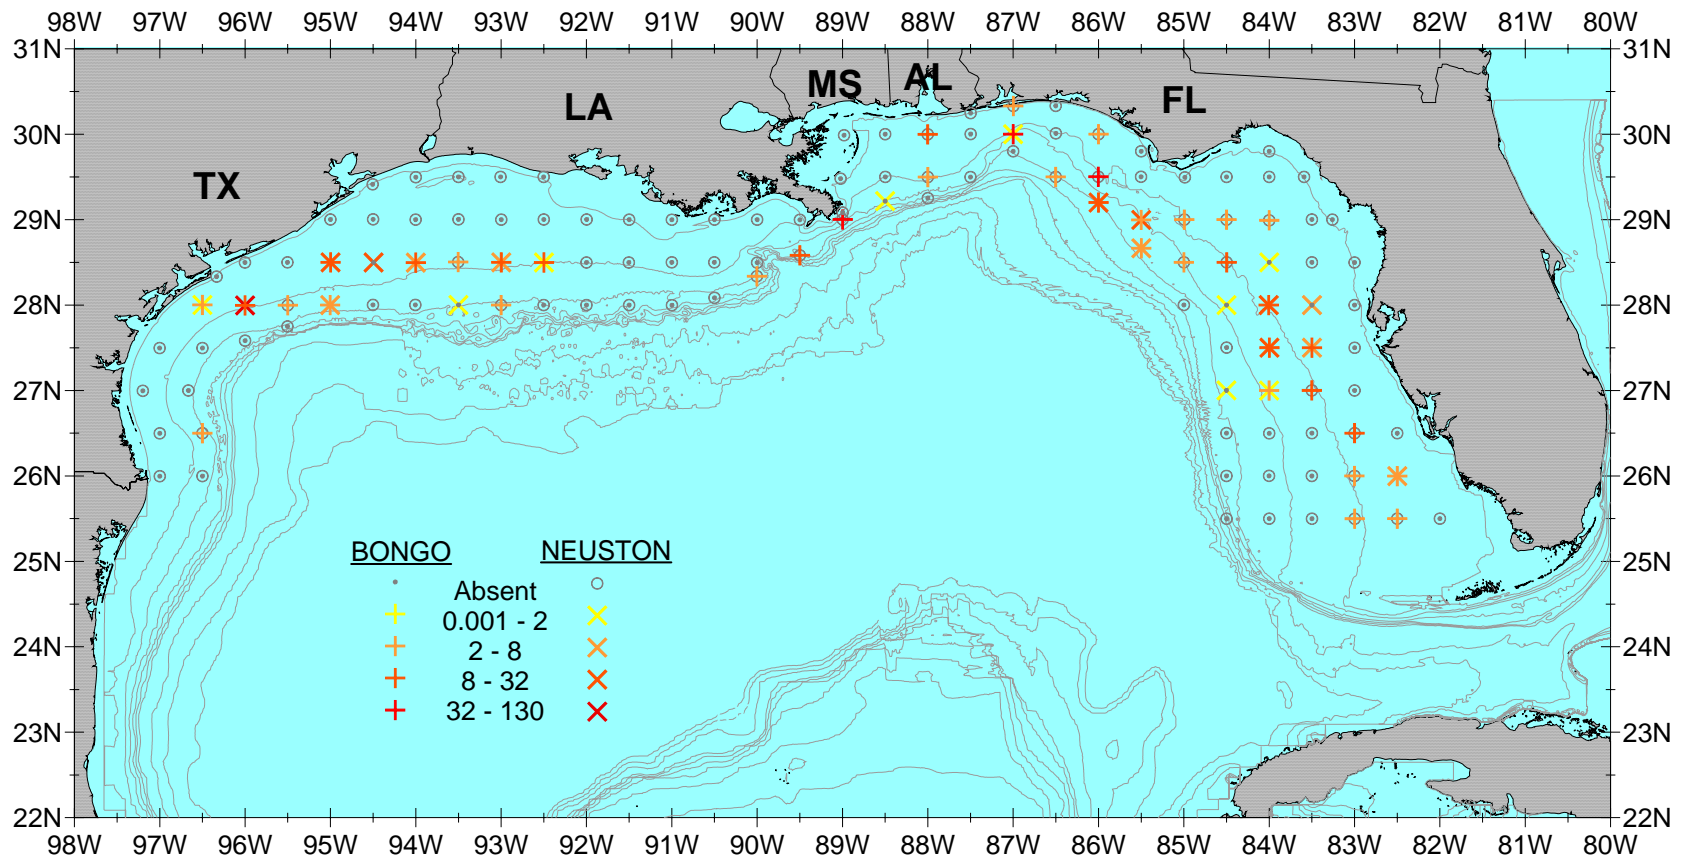 98W 97W 96W 95W 94W 93W 92W 91W 90W 89W 88W 87W 86W 85W 84W 83W 82W 81W 80W
31N 31N
MS AL
LA FL
30N 30N
TX
29N 29N
28N 28N
27N 27N
26N 26N
BONGO NEUSTON
25N 25N
Absent
0.001 - 2
24N 24N
2 - 8
8 - 32
32 - 130
23N 23N
22N 22N
98W 97W 96W 95W 94W 93W 92W 91W 90W 89W 88W 87W 86W 85W 84W 83W 82W 81W 80W